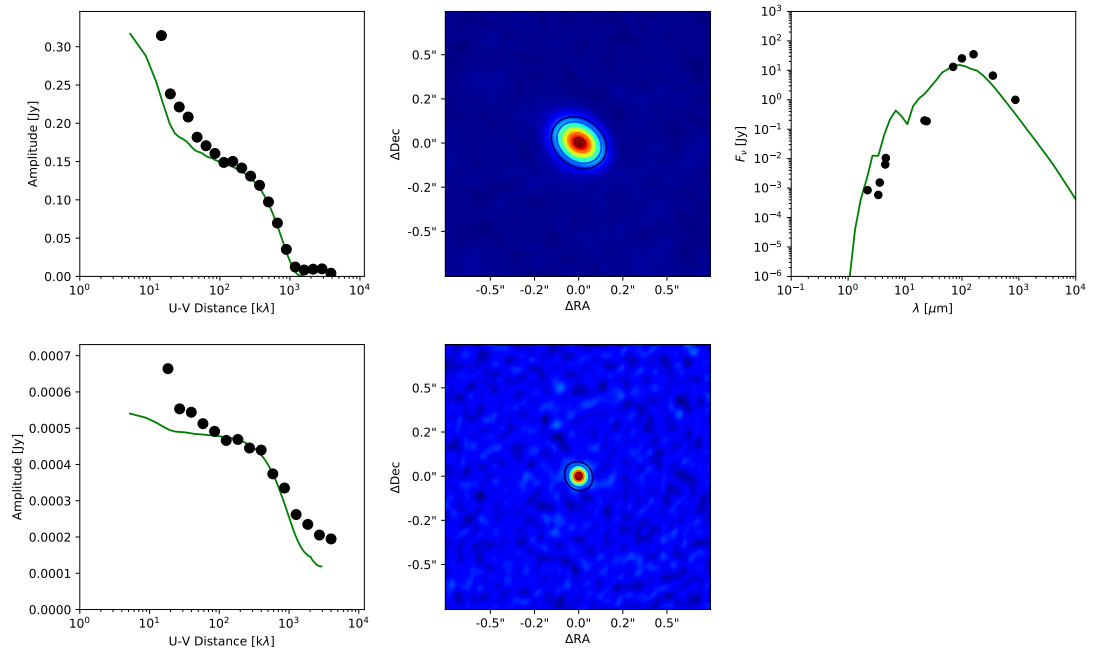 0.30
0.25
0.20
0.15
0.10
0.05
0.00
Amplitude [Jy]
10^0 10^1 10^2 10^3 10^4
U-V Distance [kλ]
0.5"
0.2"
0.0"
-0.2"
-0.5"
ΔDec
-0.5" -0.2" 0.0" 0.2" 0.5"
ΔRA
10^3
10^2
10^1
10^0
10^−1
10^−2
10^−3
10^−4
10^−5
10^−6
F_ν [Jy]
10^−1 10^0 10^1 10^2 10^3 10^4
λ [μm]
0.0007
0.0006
0.0005
0.0004
0.0003
0.0002
0.0001
0.0000
Amplitude [Jy]
10^0 10^1 10^2 10^3 10^4
U-V Distance [kλ]
0.5"
0.2"
0.0"
-0.2"
-0.5"
ΔDec
-0.5" -0.2" 0.0" 0.2" 0.5"
ΔRA